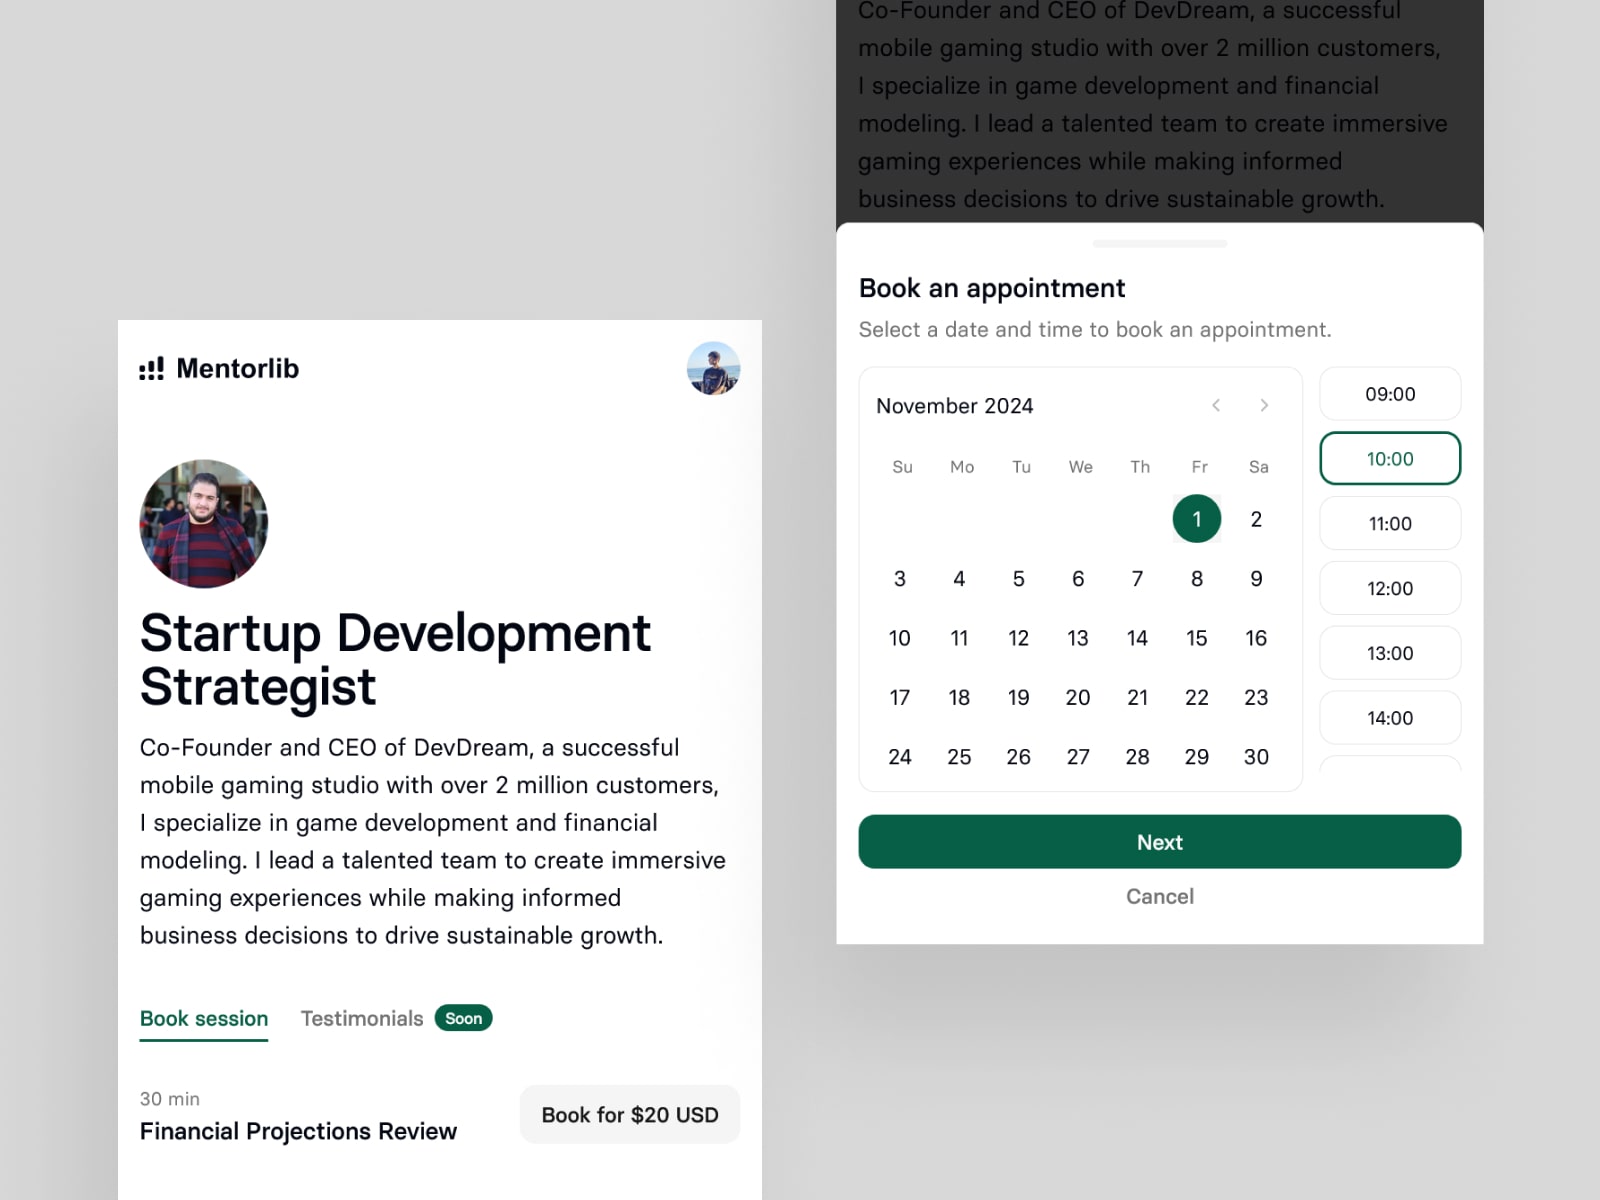 Mentorlib
Startup Development
Strategist
Co-Founder and CEO of DevDream, a successful
mobile gaming studio with over 2 million customers,
I specialize in game development and financial
modeling. I lead a talented team to create immersive
gaming experiences while making informed
business decisions to drive sustainable growth.
Book session Testimonials Soon
30 min
Financial Projections Review
Book for $20 USD
Co-Founder and CEO of DevDream, a successful
mobile gaming studio with over 2 million customers,
I specialize in game development and financial
modeling. I lead a talented team to create immersive
gaming experiences while making informed
business decisions to drive sustainable growth.
Book an appointment
Select a date and time to book an appointment.
November 2024
Su Mo Tu We Th Fr Sa
1 2
3 4 5 6 7 8 9
10 11 12 13 14 15 16
17 18 19 20 21 22 23
24 25 26 27 28 29 30
09:00
10:00
11:00
12:00
13:00
14:00
Next
Cancel